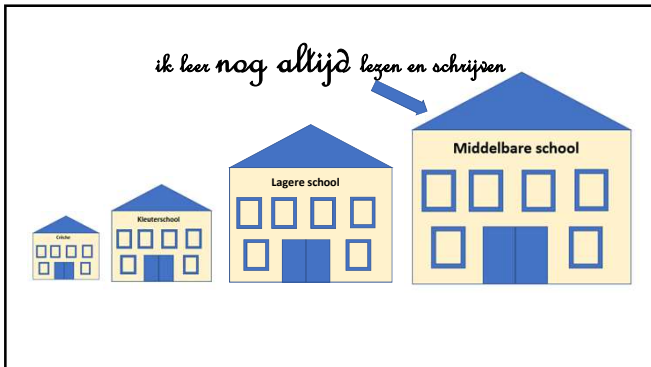 ik leer nog altijd lezen en schrijven
Middelbare school
Lagere school
Kleuterschool
Crèche